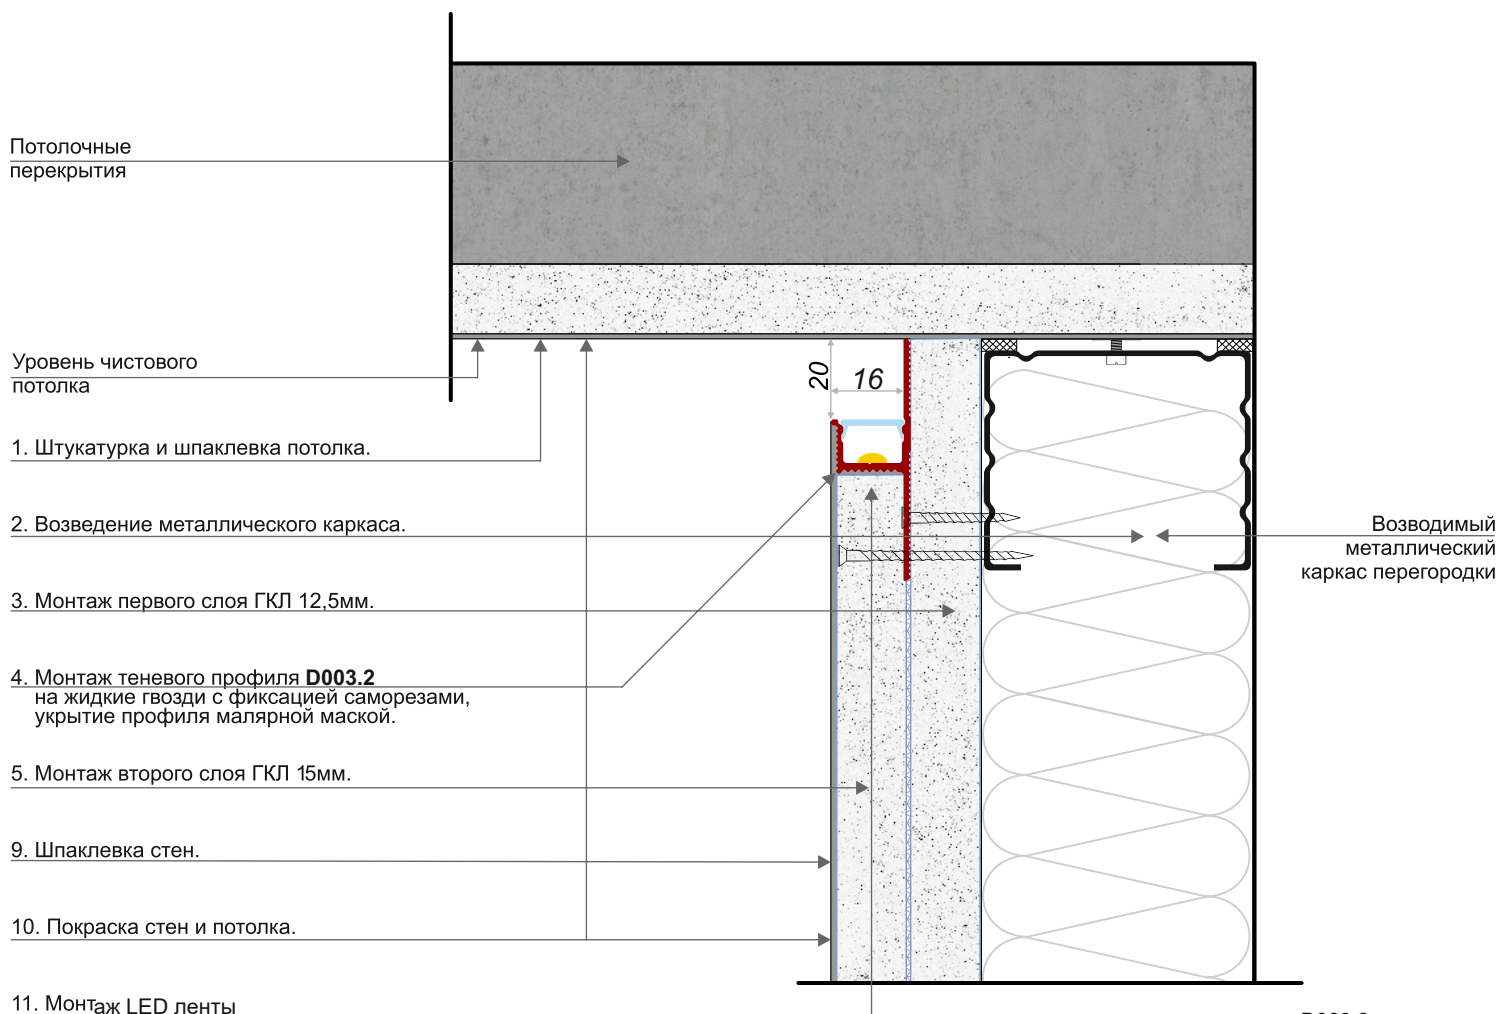 Потолочные
перекрытия
Уровень чистового
потолка
20
16
1. Штукатурка и шпаклевка потолка.
2. Возведение металлического каркаса.
Возводимый
металлический
каркас перегородки
3. Монтаж первого слоя ГКЛ 12,5мм.
4. Монтаж теневого профиля D003.2
на жидкие гвозди с фиксацией саморезами,
укрытие профиля малярной маской.
5. Монтаж второго слоя ГКЛ 15мм.
9. Шпаклевка стен.
10. Покраска стен и потолка.
11. Монтаж LED ленты